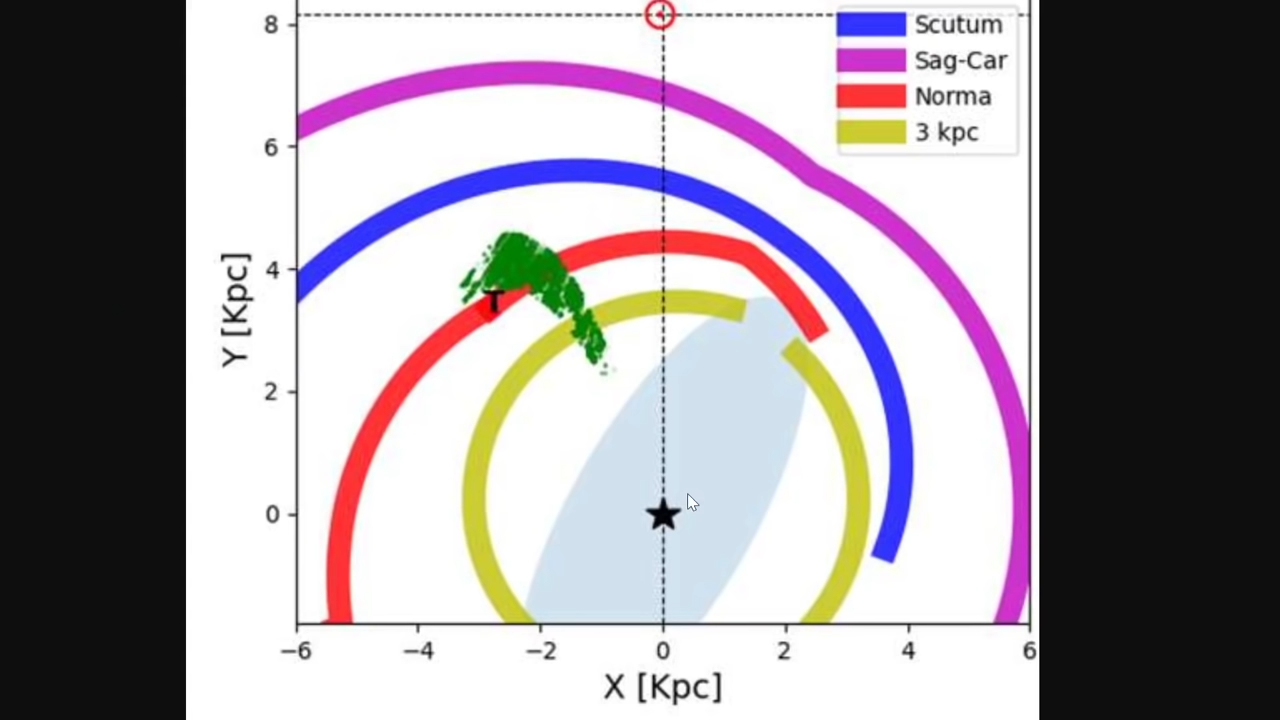 8
Scutum
Sag-Car
Norma
3 kpc
6
4
T
2
0
Y [Kpc]
−6 −4 −2 0 2 4 6
X [Kpc]